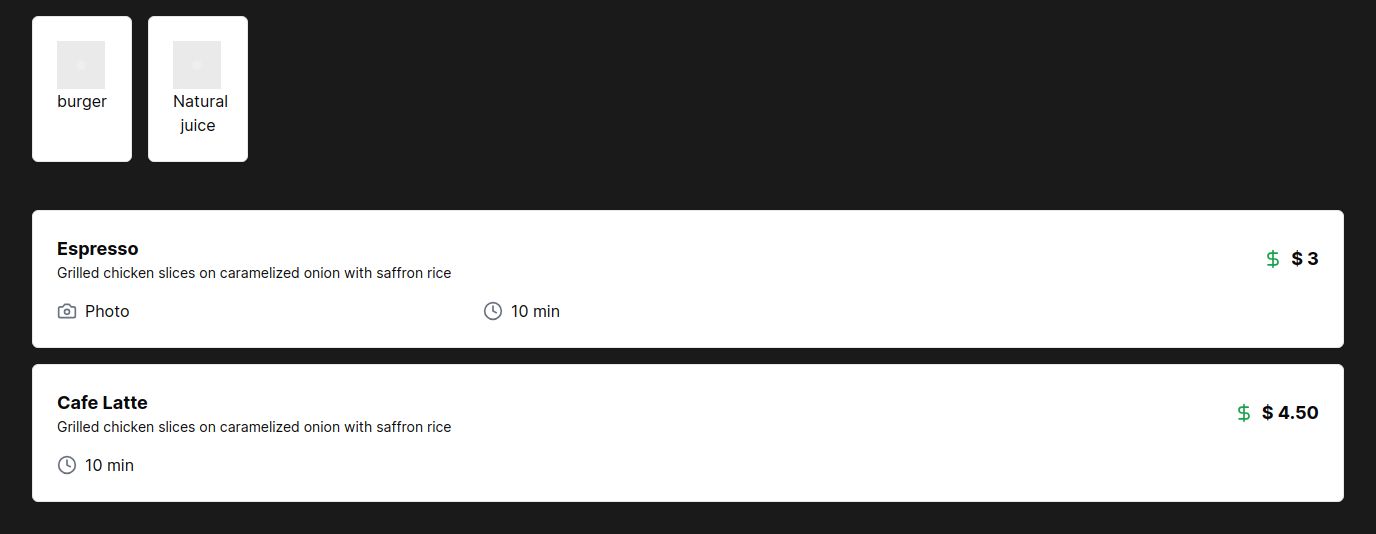 burger
Natural
juice
Espresso
$ 3
Grilled chicken slices on caramelized onion with saffron rice
Photo
10 min
Cafe Latte
$ 4.50
Grilled chicken slices on caramelized onion with saffron rice
10 min